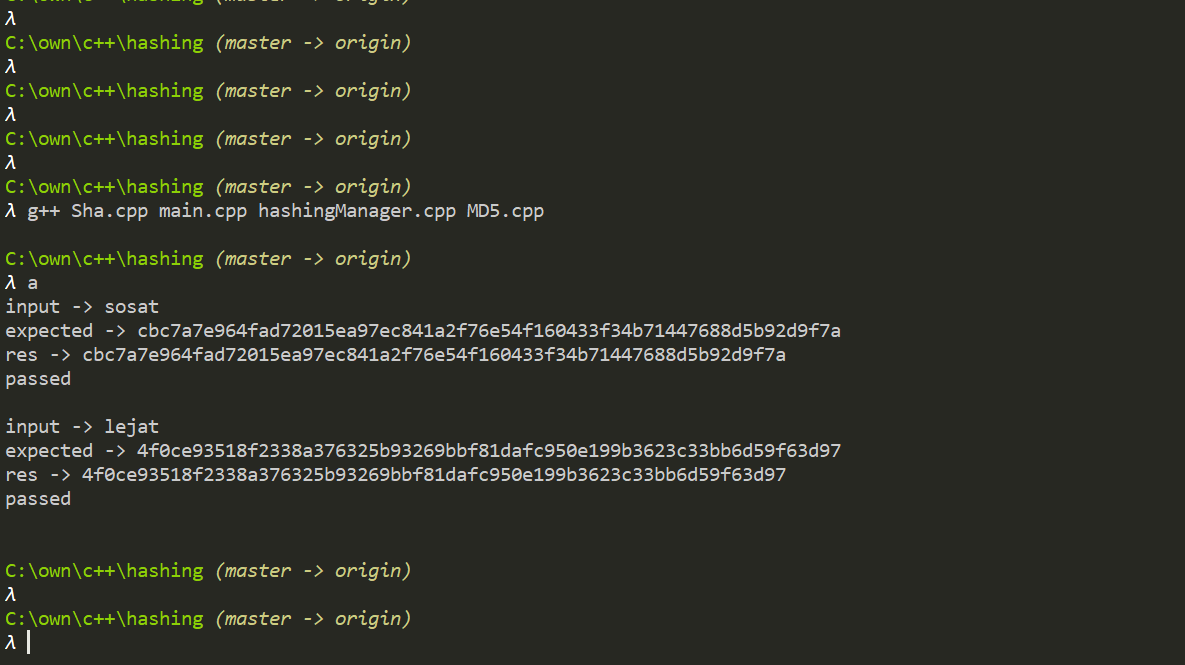 λ
C:\own\c++\hashing (master -> origin)
λ
C:\own\c++\hashing (master -> origin)
λ
C:\own\c++\hashing (master -> origin)
λ
C:\own\c++\hashing (master -> origin)
λ g++ Sha.cpp main.cpp hashingManager.cpp MD5.cpp
C:\own\c++\hashing (master -> origin)
λ a
input -> sosat
expected -> cbc7a7e964fad72015ea97ec841a2f76e54f160433f34b71447688d5b92d9f7a
res -> cbc7a7e964fad72015ea97ec841a2f76e54f160433f34b71447688d5b92d9f7a
passed
input -> lejat
expected -> 4f0ce93518f2338a376325b93269bbf81dafc950e199b3623c33bb6d59f63d97
res -> 4f0ce93518f2338a376325b93269bbf81dafc950e199b3623c33bb6d59f63d97
passed
C:\own\c++\hashing (master -> origin)
λ
C:\own\c++\hashing (master -> origin)
λ